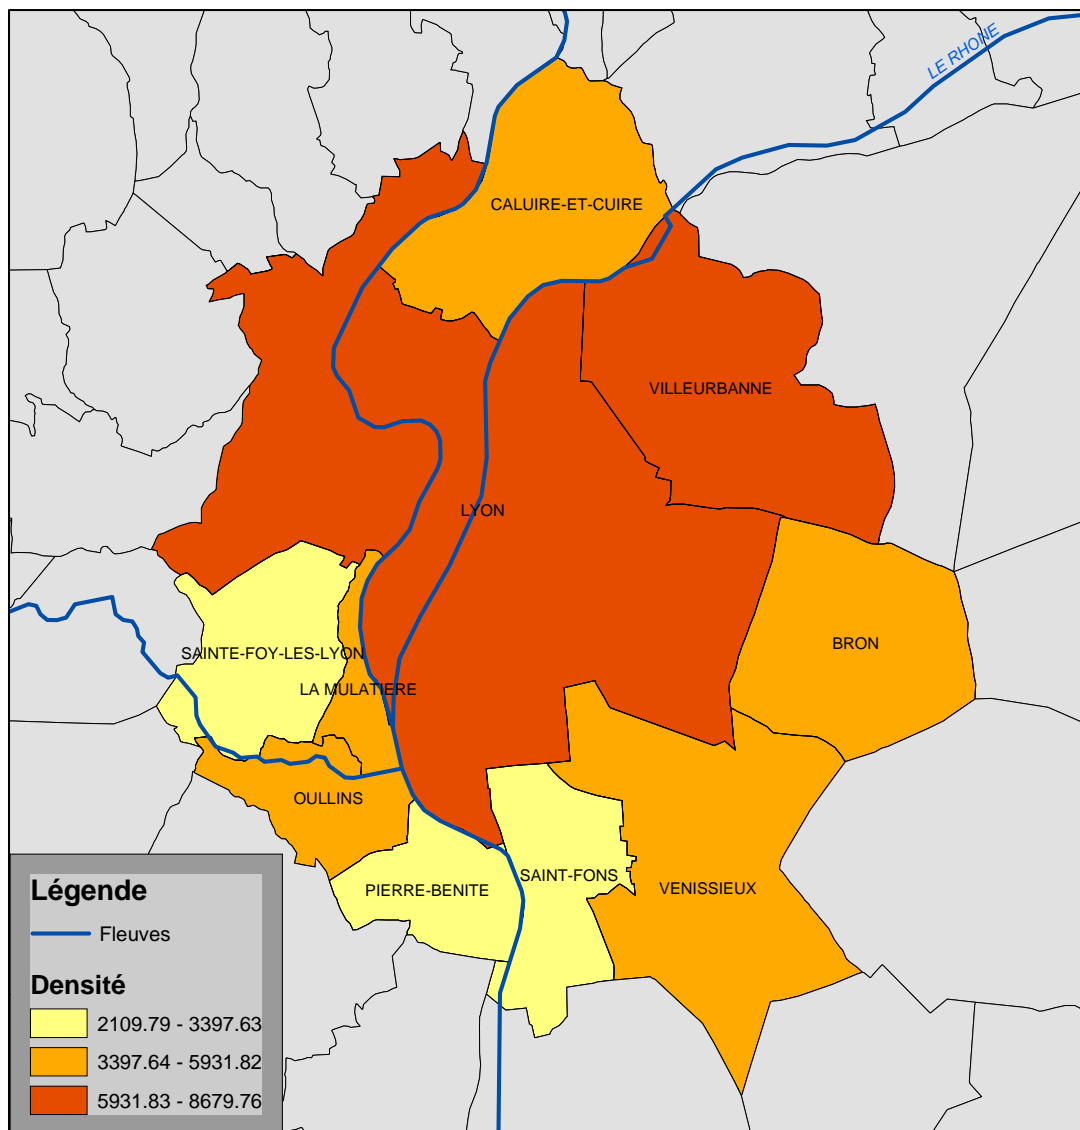 LE RHONE
CALUIRE-ET-CUIRE
VILLEURBANNE
LYON
BRON
SAINTE-FOY-LES-LYON
LA MULATIERE
OULLINS
SAINT-FONS
PIERRE-BENITE
VENISSIEUX
Légende
Fleuves
Densité
2109.79 - 3397.63
3397.64 - 5931.82
5931.83 - 8679.76